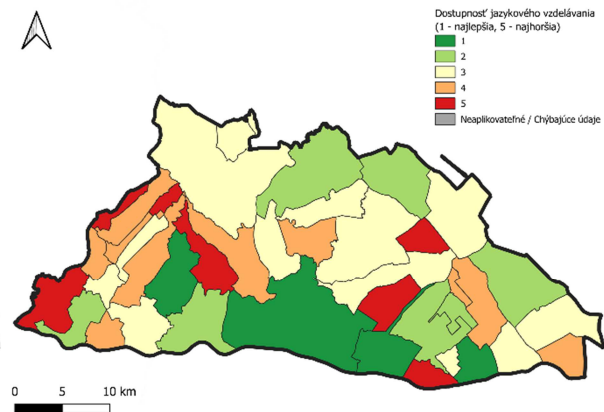 Dostupnosť jazykového vzdelávania
(1 - najlepšia, 5 - najhoršia)
1
2
3
4
5
Neaplikovateľné / Chýbajúce údaje
0 5 10 km